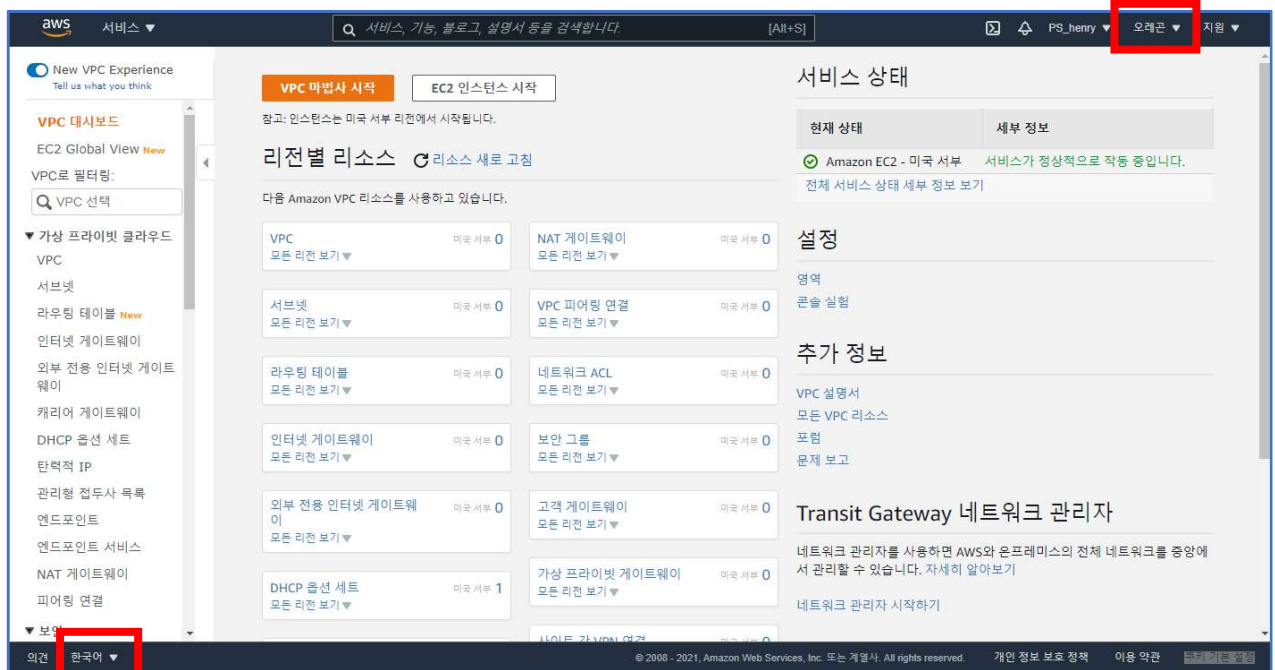 aws
서비스 ▼
서비스, 기능, 블로그, 설명서 등을 검색합니다.
[Alt+S]
PS_henry ▼
오레곤 ▼
지원 ▼
New VPC Experience
Tell us what you think
VPC 대시보드
EC2 Global View New
VPC로 필터링:
VPC 선택
▼ 가상 프라이빗 클라우드
VPC
서브넷
라우팅 테이블 New
인터넷 게이트웨이
외부 전용 인터넷 게이트
웨이
캐리어 게이트웨이
DHCP 옵션 세트
탄력적 IP
관리형 접두사 목록
엔드포인트
엔드포인트 서비스
NAT 게이트웨이
피어링 연결
▼ 보안
VPC 마법사 시작
EC2 인스턴스 시작
참고: 인스턴스는 미국 서부 리전에서 시작됩니다.
리전별 리소스
리소스 새로 고침
다음 Amazon VPC 리소스를 사용하고 있습니다.
VPC 미국 서부 0
모든 리전 보기 ▼
NAT 게이트웨이 미국 서부 0
모든 리전 보기 ▼
서브넷 미국 서부 0
모든 리전 보기 ▼
VPC 피어링 연결 미국 서부 0
모든 리전 보기 ▼
라우팅 테이블 미국 서부 0
모든 리전 보기 ▼
네트워크 ACL 미국 서부 0
모든 리전 보기 ▼
인터넷 게이트웨이 미국 서부 0
모든 리전 보기 ▼
보안 그룹 미국 서부 0
모든 리전 보기 ▼
외부 전용 인터넷 게이트웨 미국 서부 0
이
모든 리전 보기 ▼
고객 게이트웨이 미국 서부 0
모든 리전 보기 ▼
DHCP 옵션 세트 미국 서부 1
모든 리전 보기 ▼
가상 프라이빗 게이트웨이 미국 서부 0
모든 리전 보기 ▼
사이트 간 VPN 연결 미국 서부 0
서비스 상태
현재 상태 세부 정보
Amazon EC2 - 미국 서부 서비스가 정상적으로 작동 중입니다.
전체 서비스 상태 세부 정보 보기
설정
영역
콘솔 실험
추가 정보
VPC 설명서
모든 VPC 리소스
포럼
문제 보고
Transit Gateway 네트워크 관리자
네트워크 관리자를 사용하면 AWS와 온프레미스의 전체 네트워크를 중앙에
서 관리할 수 있습니다. 자세히 알아보기
네트워크 관리자 시작하기
의견
한국어 ▼
© 2008 - 2021, Amazon Web Services, Inc. 또는 계열사. All rights reserved.
개인 정보 보호 정책
이용 약관
쿠키 기본 설정